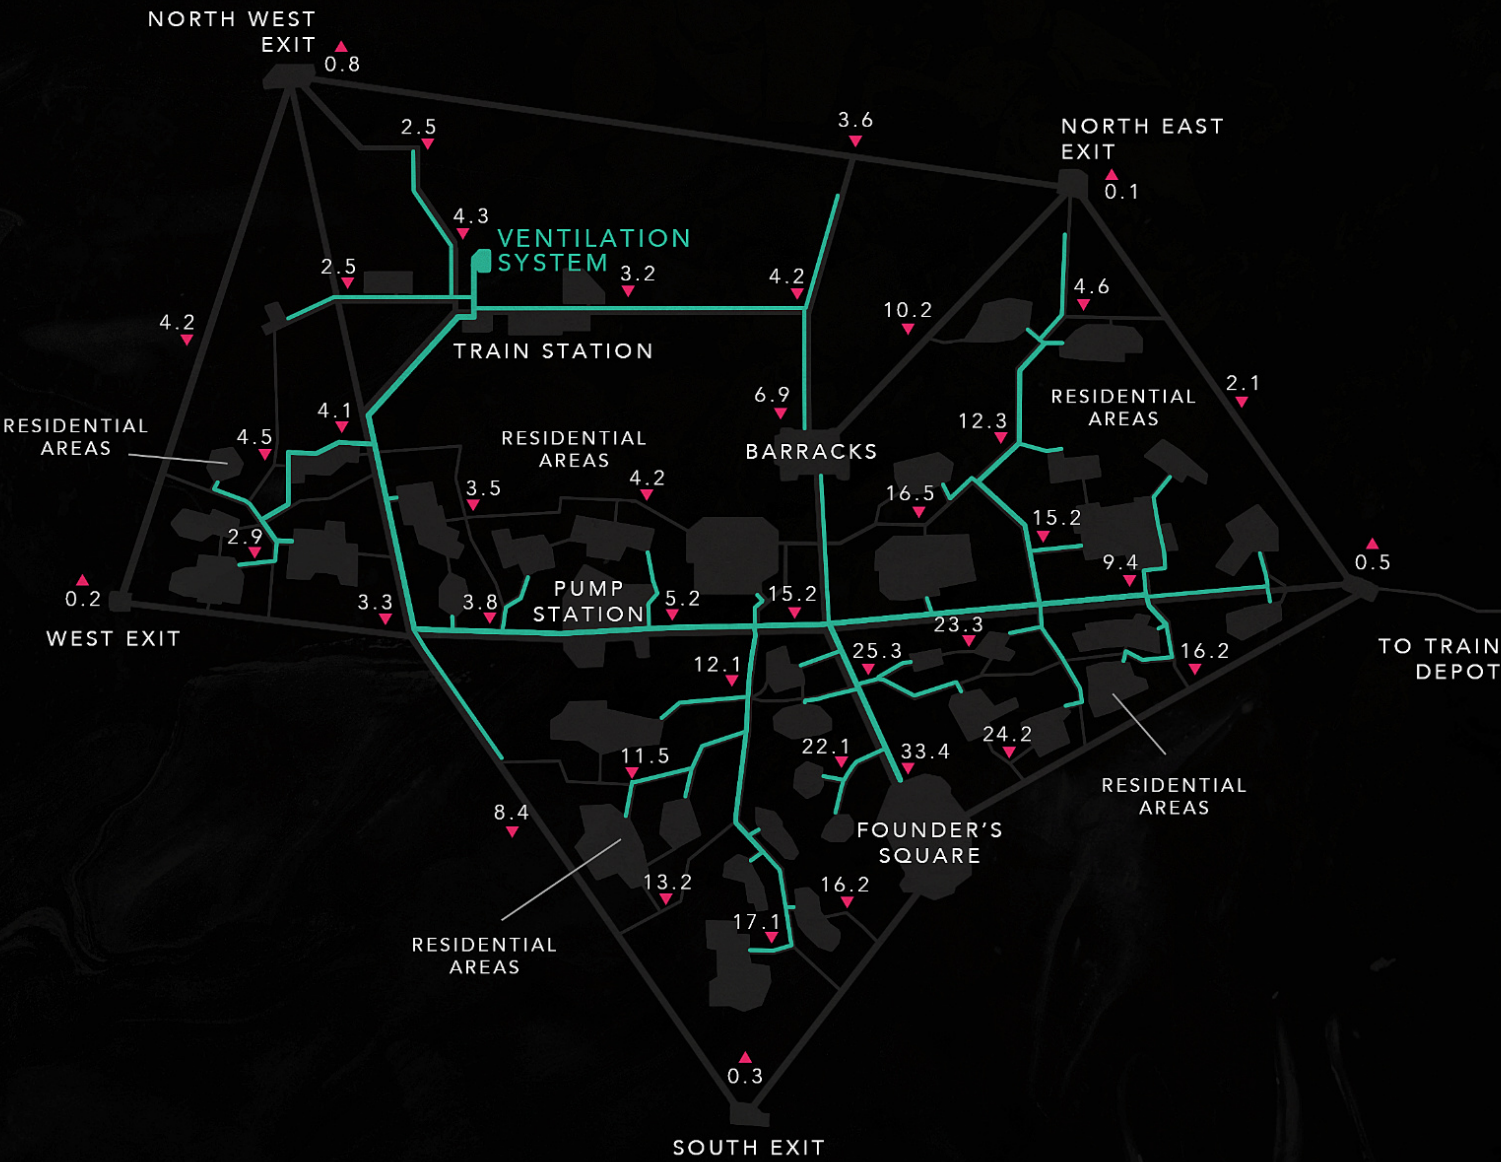 NORTH WEST
EXIT
0.8
2.5
3.6
NORTH EAST
EXIT
0.1
4.3
VENTILATION
SYSTEM
2.5
3.2
4.2
4.6
10.2
4.2
TRAIN STATION
2.1
6.9
RESIDENTIAL
AREAS
12.3
RESIDENTIAL
AREAS
4.1
4.5
RESIDENTIAL
AREAS
BARRACKS
3.5
4.2
16.5
15.2
2.9
9.4
0.5
0.2
WEST EXIT
3.3
3.8
PUMP
STATION
5.2
15.2
23.3
25.3
16.2
TO TRAIN
DEPOT
12.1
11.5
22.1
33.4
24.2
RESIDENTIAL
AREAS
8.4
FOUNDER'S
SQUARE
13.2
16.2
17.1
RESIDENTIAL
AREAS
0.3
SOUTH EXIT